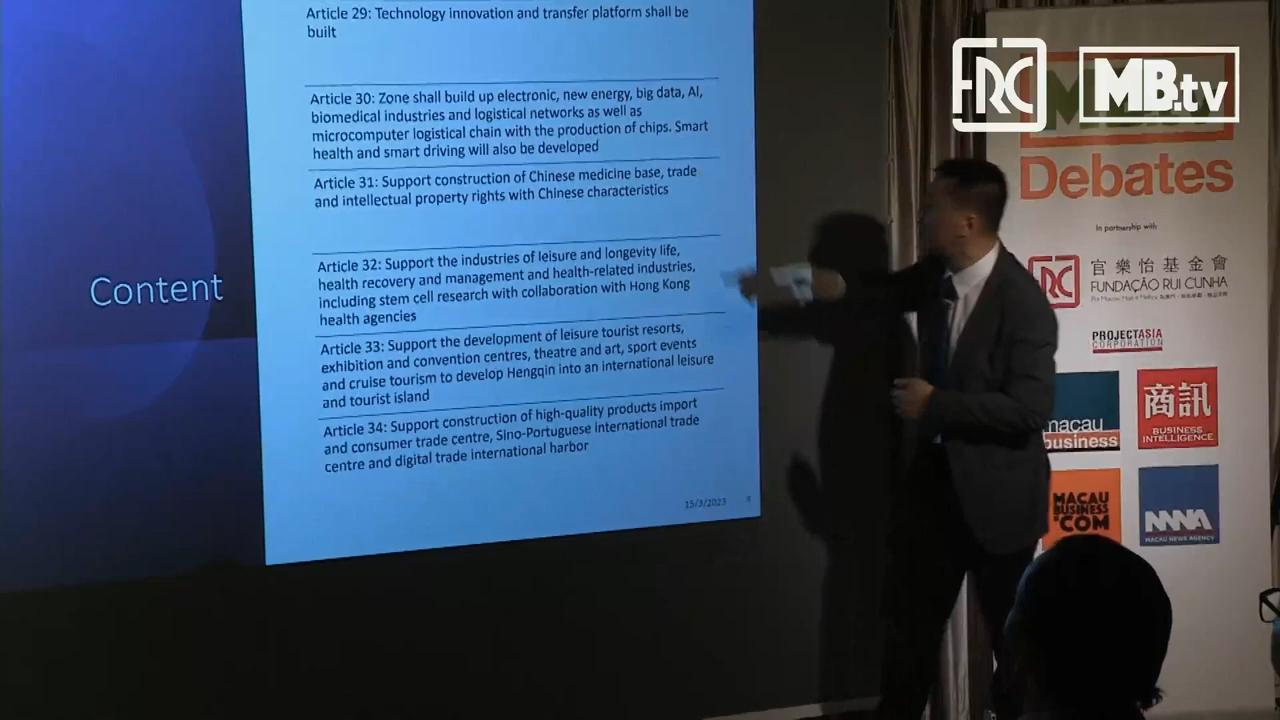 Article 29: Technology innovation and transfer platform shall be
built
Article 30: Zone shall build up electronic, new energy, big data, AI,
biomedical industries and logistical networks as well as
microcomputer logistical chain with the production of chips. Smart
health and smart driving will also be developed
Article 31: Support construction of Chinese medicine base, trade
and intellectual property rights with Chinese characteristics
Content
Article 32: Support the industries of leisure and longevity life,
health recovery and management and health-related industries,
including stem cell research with collaboration with Hong Kong
health agencies
Article 33: Support the development of leisure tourist resorts,
exhibition and convention centres, theatre and art, sport events
and cruise tourism to develop Hengqin into an international leisure
and tourist island
Article 34: Support construction of high-quality products import
and consumer trade centre, Sino-Portuguese international trade
centre and digital trade international harbor
15/3/2023
FRC
MB.tv
Debates
In partnership with:
官樂怡基金會
FUNDAÇÃO RUI CUNHA
PROJECTASIA
CORPORATION
macau
business
商訊
BUSINESS
INTELLIGENCE
MACAU
BUSINESS
.COM
MNA
MACAU NEWS AGENCY